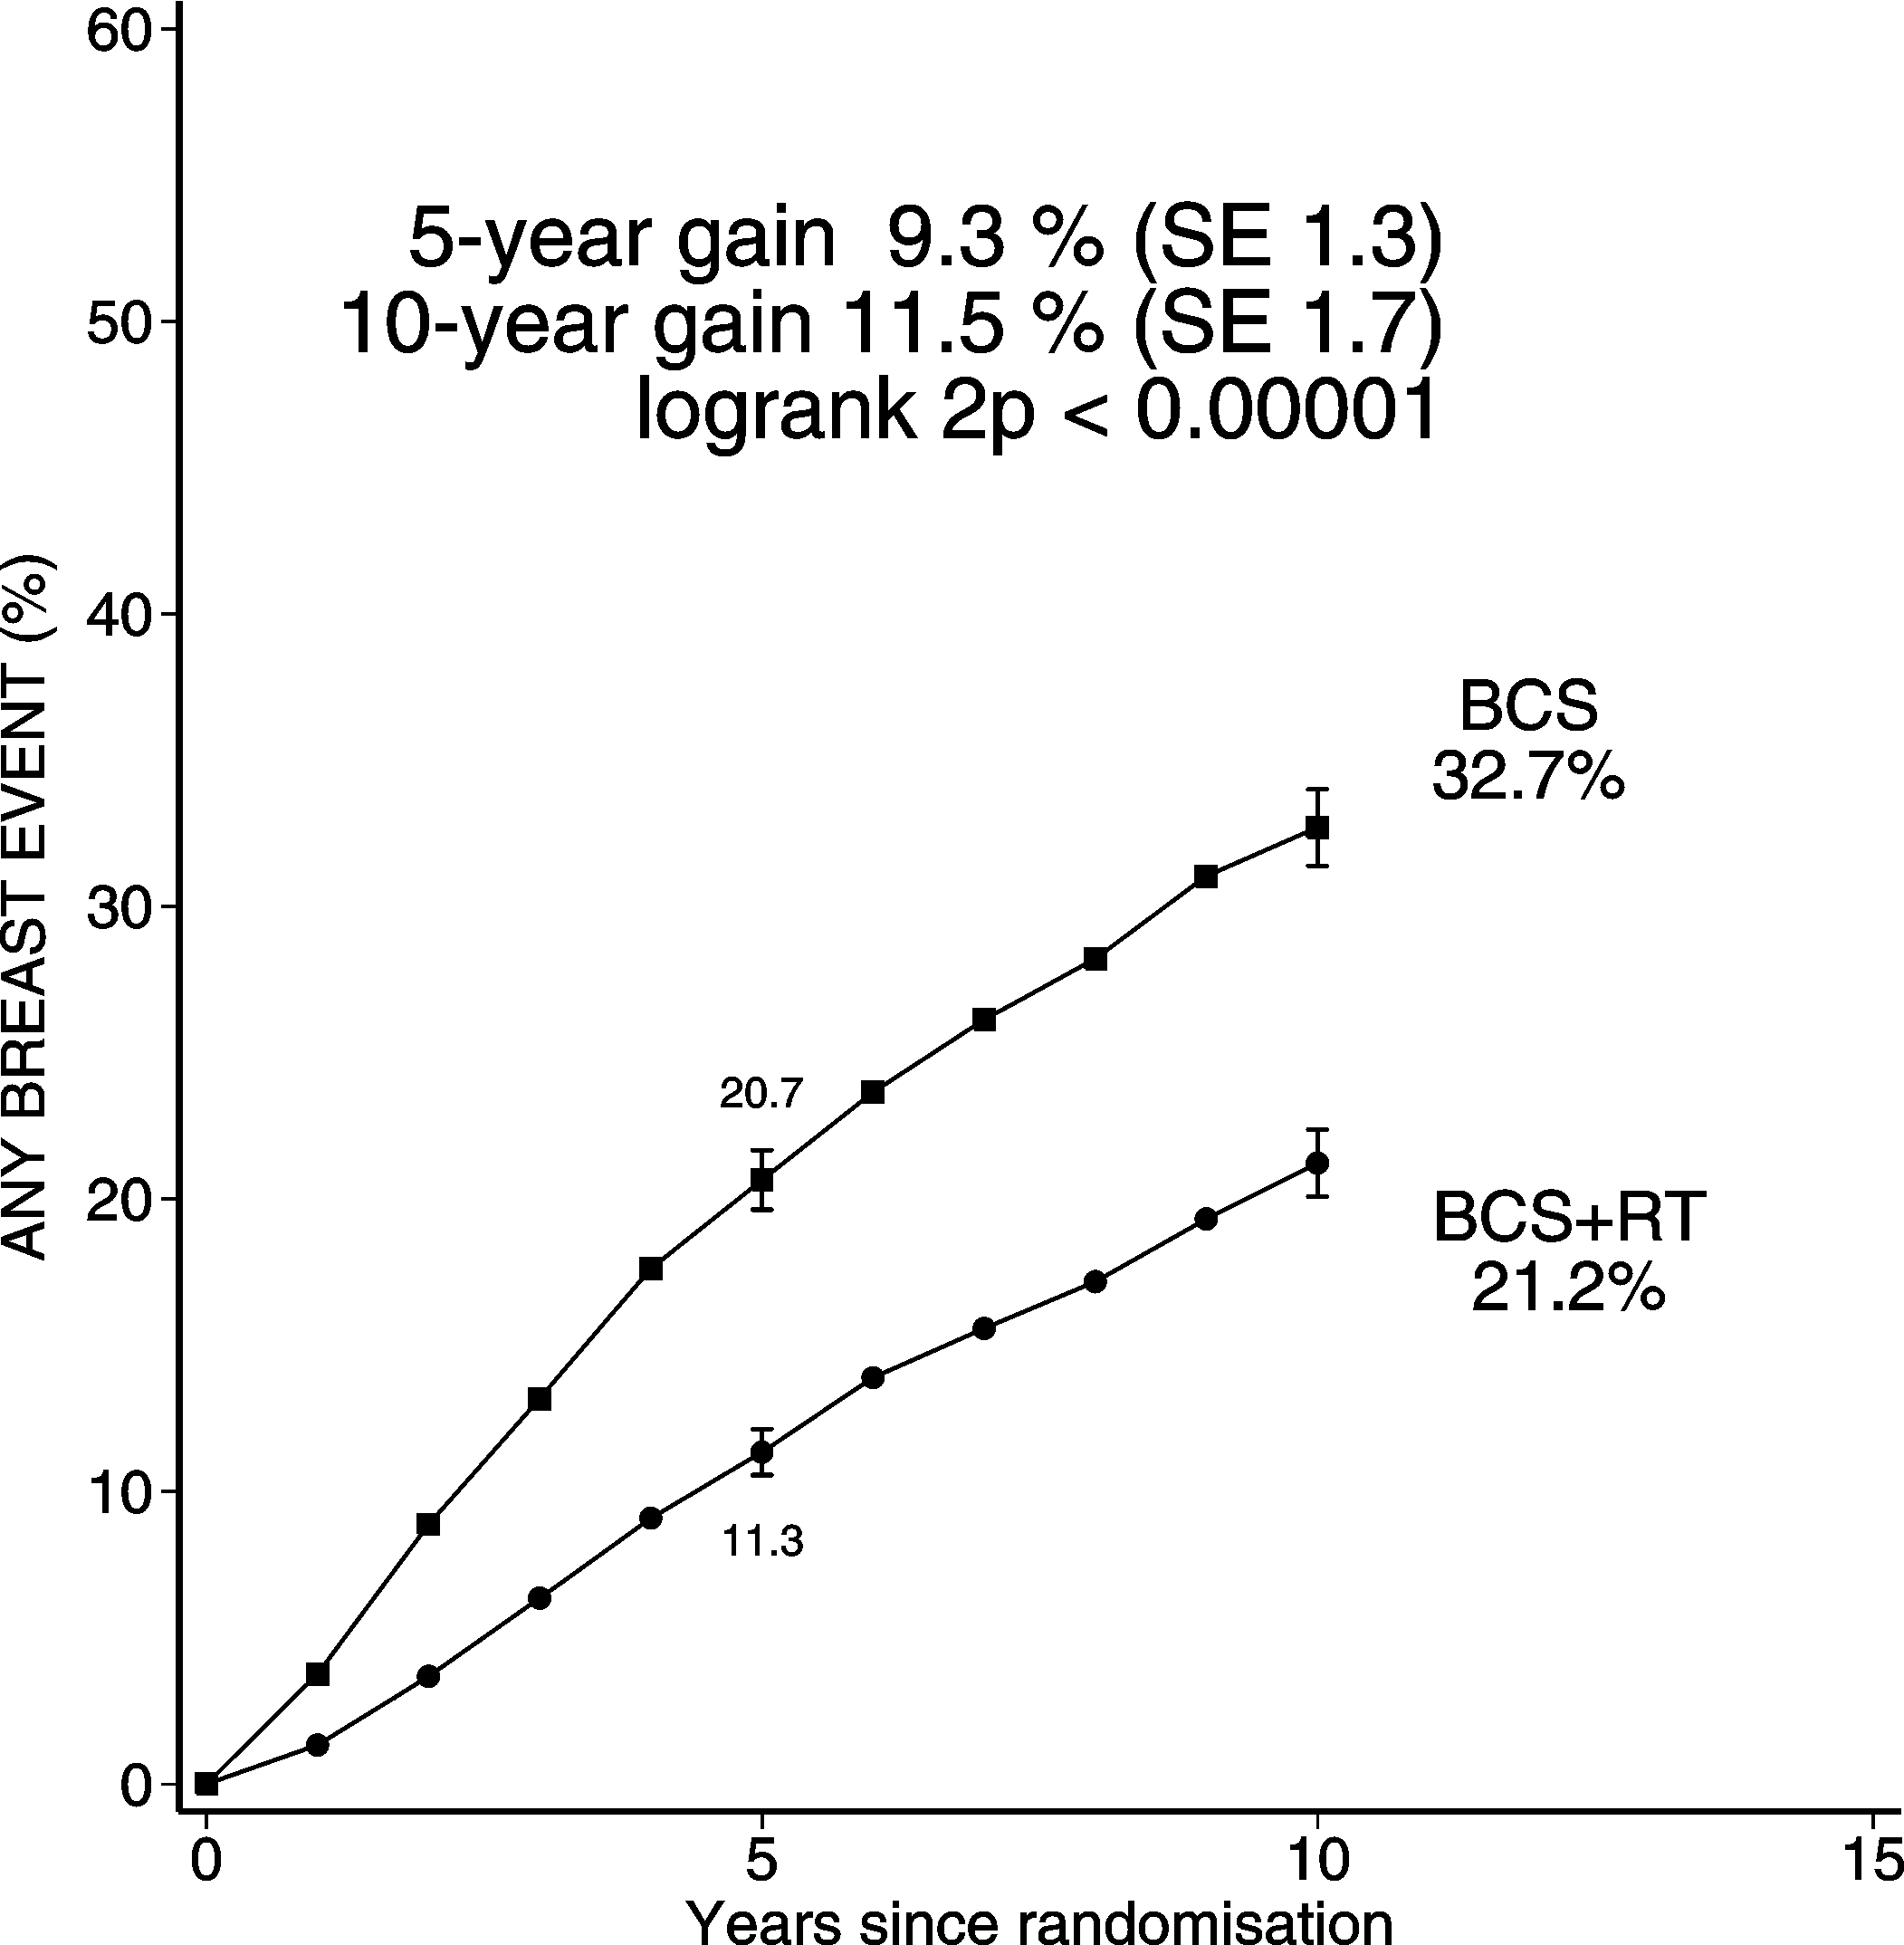 60
5-year gain 9.3 % (SE 1.3)
10-year gain 11.5 % (SE 1.7)
logrank 2p < 0.00001
50
40
30
20
10
0
ANY BREAST EVENT (%)
BCS
32.7%
20.7
BCS+RT
21.2%
11.3
0 5 10 15
Years since randomisation